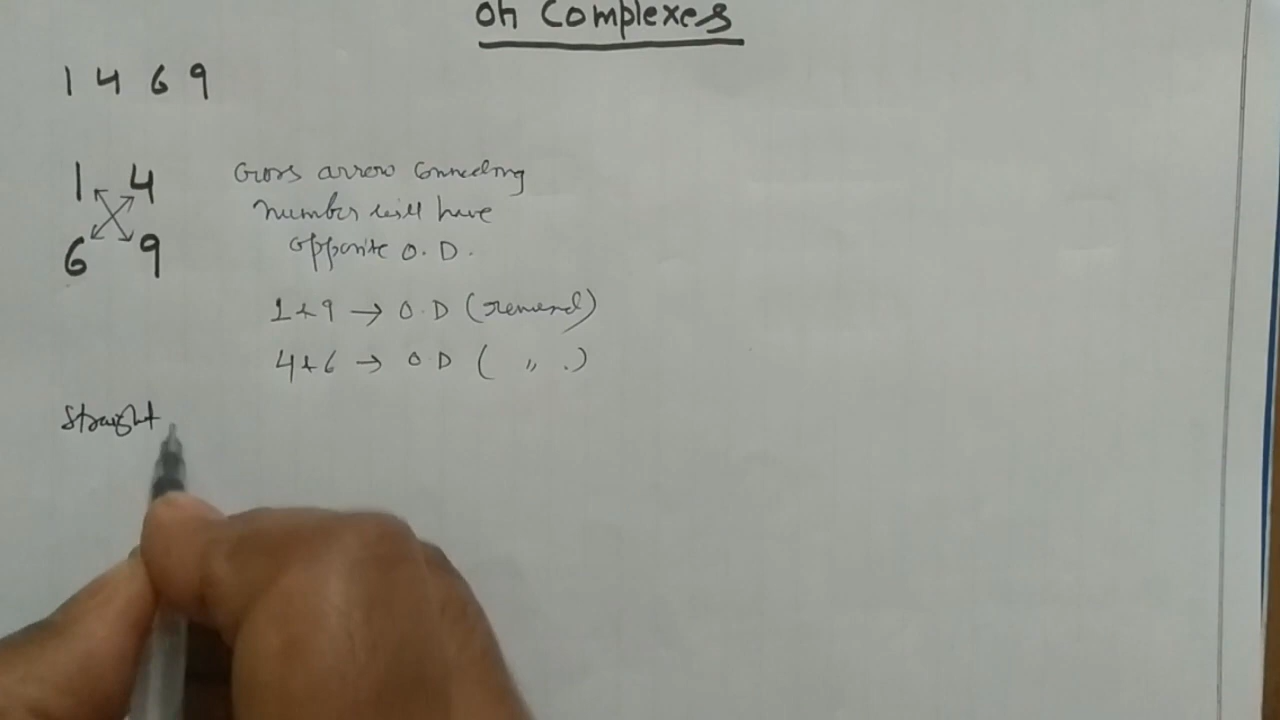 Oh Complexes
1 4 6 9
1 4
6 9
Cross arrow connecting
number will have
opposite O.D.
1 & 9 → O.D (reversed)
4 & 6 → O.D ( ,, .)
Straight